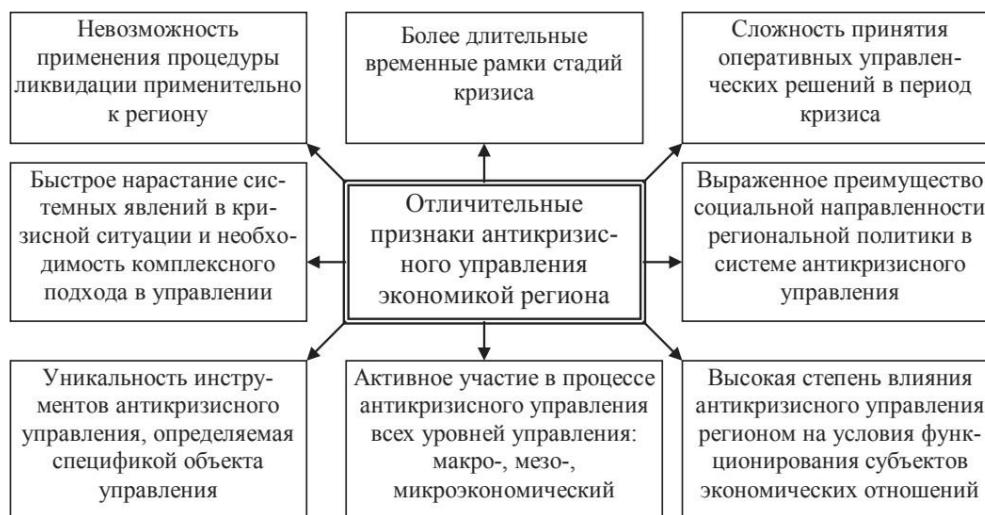 Невозможность
применения процедуры
ликвидации применительно
к региону
Более длительные
временные рамки стадий
кризиса
Сложность принятия
оперативных управлен-
ческих решений в период
кризиса
Быстрое нарастание сис-
темных явлений в кри-
зисной ситуации и необхо-
димость комплексного
подхода в управлении
Отличительные
признаки антикризис-
ного управления
экономикой региона
Выраженное преимущество
социальной направленности
региональной политики в
системе антикризисного
управления
Уникальность инстру-
ментов антикризисного
управления, определяемая
спецификой объекта
управления
Активное участие в процессе
антикризисного управления
всех уровней управления:
макро-, мезо-,
микроэкономический
Высокая степень влияния
антикризисного управления
регионом на условия функ-
ционирования субъектов
экономических отношений